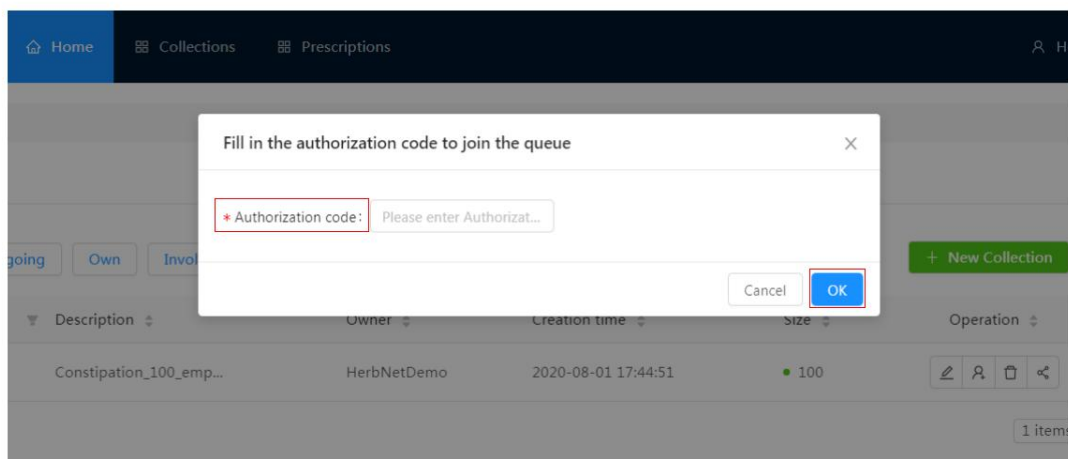 Home Collections Prescriptions H
Fill in the authorization code to join the queue
* Authorization code: Please enter Authorizat...
going Own Invol + New Collection
Cancel OK
Description Owner Creation time Size Operation
Constipation_100_emp... HerbNetDemo 2020-08-01 17:44:51 100
1 items